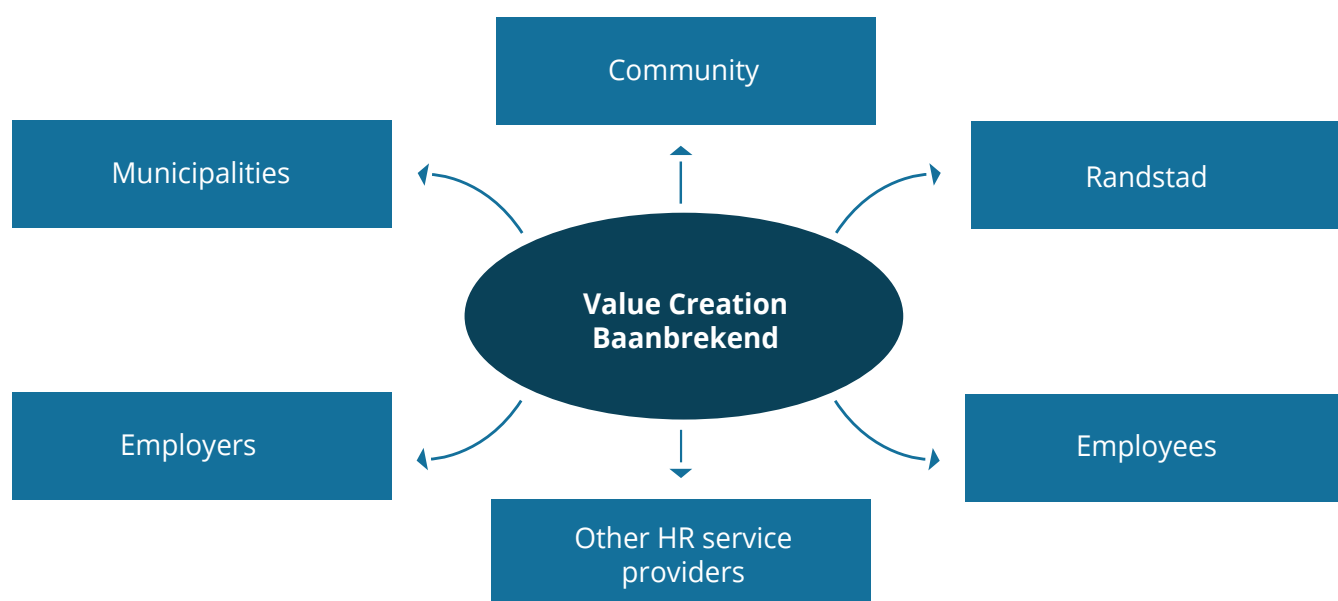 Community
Municipalities
Randstad
Value Creation
Baanbrekend
Employers
Employees
Other HR service
providers